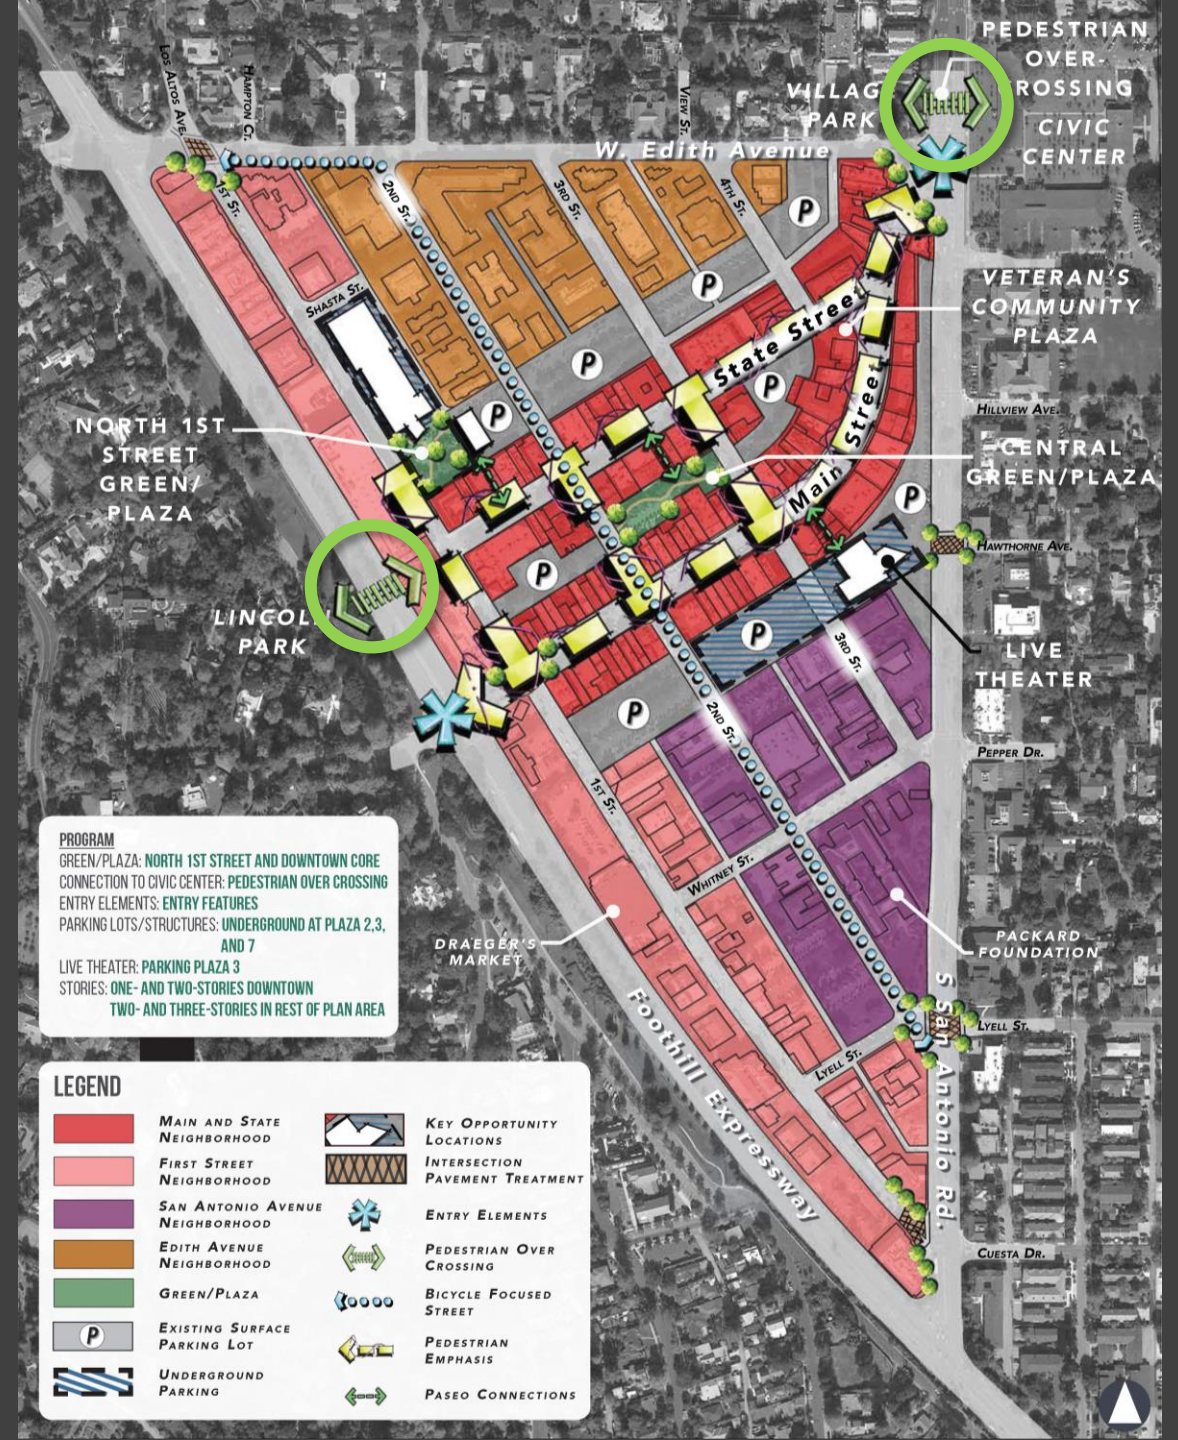 PEDESTRIAN
OVER-
ROSSING
VILLAG
PARK
CIVIC
CENTER
LOS ALTOS AVE.
HAMPTON CT.
VIEW ST.
W. Edith Avenue
1ST ST.
2ND ST.
3RD ST.
4TH ST.
P
SHASTA ST.
P
P
State Street
VETERAN'S
COMMUNITY
PLAZA
P
P
Main Street
HILLVIEW AVE.
NORTH 1ST
STREET
GREEN/
PLAZA
CENTRAL
GREEN/PLAZA
P
HAWTHORNE AVE.
P
LINCOL
PARK
P
3RD ST.
LIVE
THEATER
P
2ND ST.
PEPPER DR.
1ST ST.
WHITNEY ST.
DRAEGER'S
MARKET
PACKARD
FOUNDATION
Foothill Expressway
S San Antonio Rd.
LYELL ST.
LYELL ST.
CUESTA DR.
PROGRAM
GREEN/PLAZA: NORTH 1ST STREET AND DOWNTOWN CORE
CONNECTION TO CIVIC CENTER: PEDESTRIAN OVER CROSSING
ENTRY ELEMENTS: ENTRY FEATURES
PARKING LOTS/STRUCTURES: UNDERGROUND AT PLAZA 2,3,
AND 7
LIVE THEATER: PARKING PLAZA 3
STORIES: ONE- AND TWO-STORIES DOWNTOWN
TWO- AND THREE-STORIES IN REST OF PLAN AREA
LEGEND
MAIN AND STATE
NEIGHBORHOOD
FIRST STREET
NEIGHBORHOOD
SAN ANTONIO AVENUE
NEIGHBORHOOD
EDITH AVENUE
NEIGHBORHOOD
GREEN/PLAZA
P
EXISTING SURFACE
PARKING LOT
UNDERGROUND
PARKING
KEY OPPORTUNITY
LOCATIONS
INTERSECTION
PAVEMENT TREATMENT
ENTRY ELEMENTS
PEDESTRIAN OVER
CROSSING
BICYCLE FOCUSED
STREET
PEDESTRIAN
EMPHASIS
PASEO CONNECTIONS